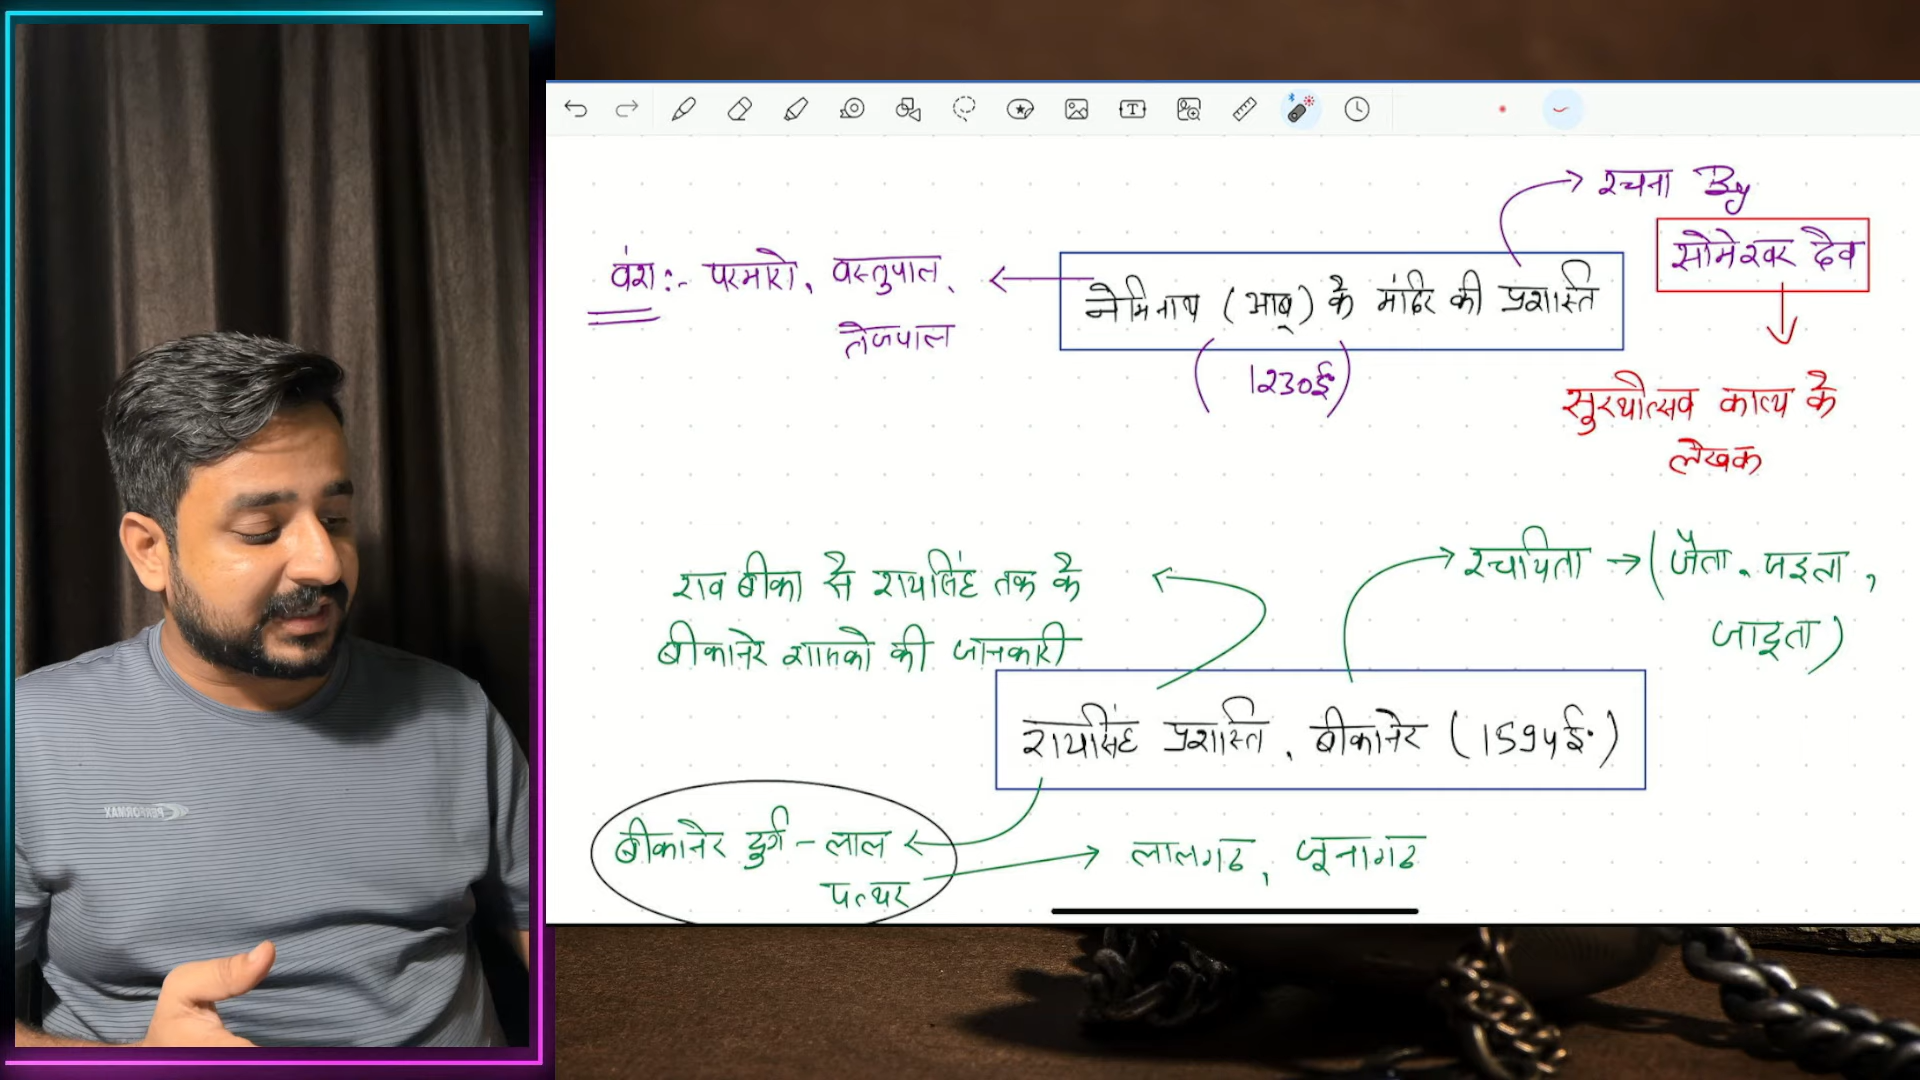 रचना By
सोमेश्वर देव
वंश :- परमारो, वस्तुपाल,
तेजपाल
नेमिनाथ (आबू) के मंदिर की प्रशस्ति
(1230ई॰)
सुरथोत्सव काव्य के
लेखक
राव बीका से रायसिंह तक के
बीकानेर शासको की जानकारी
रचयिता → (जैता, जइता,
जाइता)
रायसिंह प्रशस्ति, बीकानेर (1594ई॰)
बीकानेर दुर्ग - लाल
पत्थर
लालगढ, जूनागढ
PERFORMAX